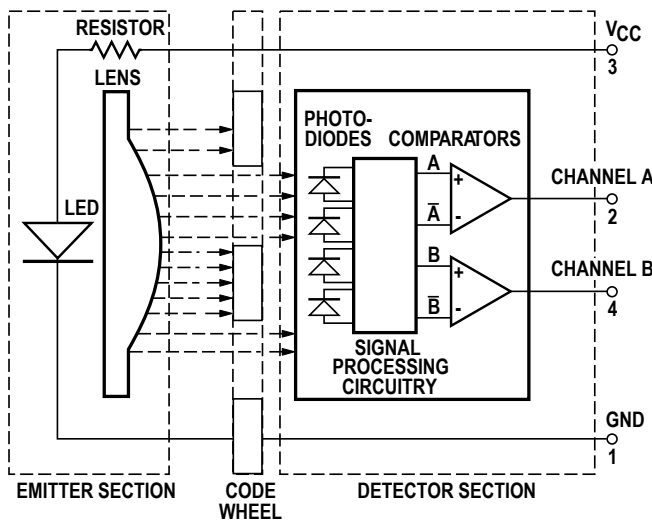 RESISTOR
LENS
LED
V_CC
3
PHOTO-
DIODES
COMPARATORS
A
+
A̅
-
B
+
B̅
-
CHANNEL A
2
CHANNEL B
4
SIGNAL
PROCESSING
CIRCUITRY
GND
1
EMITTER SECTION
CODE
WHEEL
DETECTOR SECTION